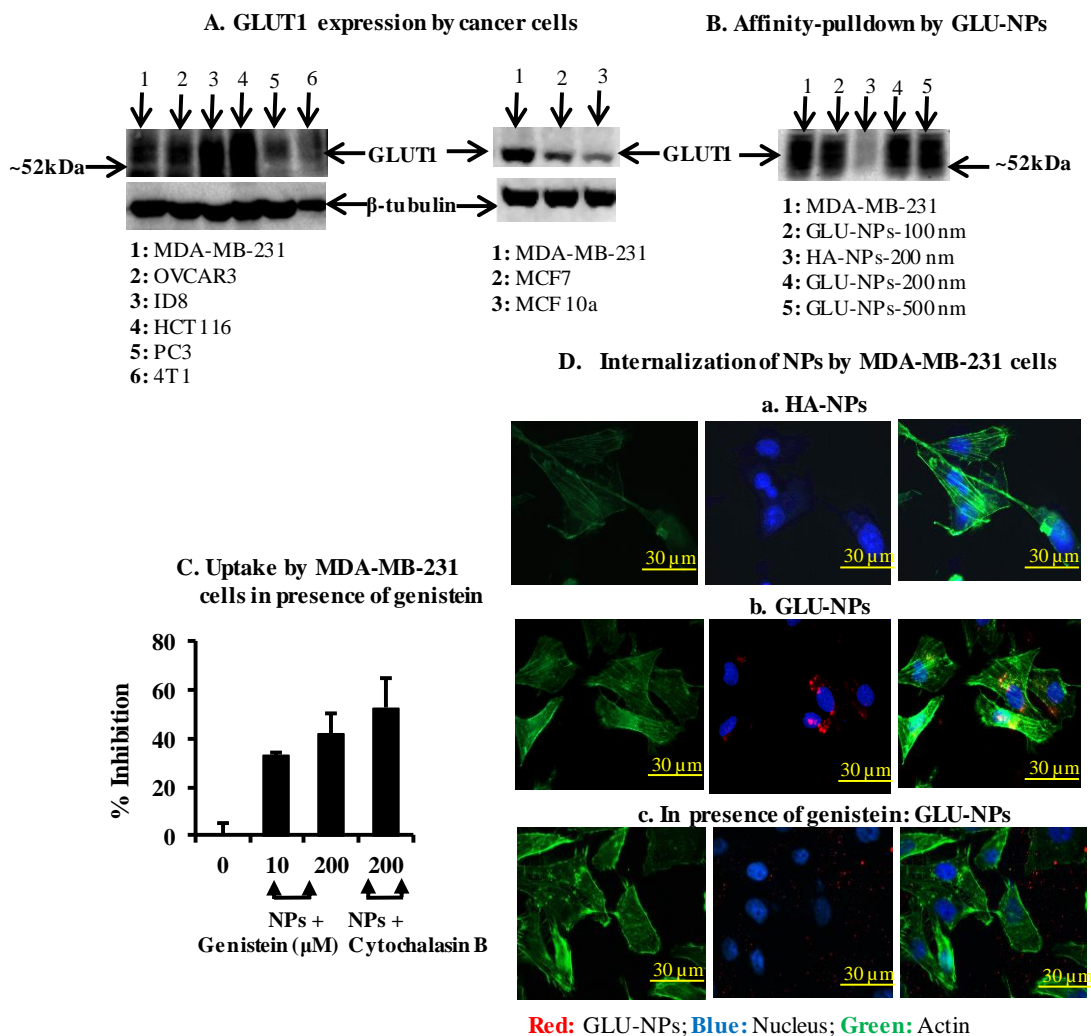 A. GLUT1 expression by cancer cells
1 2 3 4 5 6
1 2 3
~52kDa
GLUT1
β-tubulin
1: MDA-MB-231
2: OVCAR3
3: ID8
4: HCT 116
5: PC3
6: 4T1
1: MDA-MB-231
2: MCF7
3: MCF 10a
B. Affinity-pulldown by GLU-NPs
1 2 3 4 5
GLUT1
~52kDa
1: MDA-MB-231
2: GLU-NPs-100 nm
3: HA-NPs-200 nm
4: GLU-NPs-200 nm
5: GLU-NPs-500 nm
C. Uptake by MDA-MB-231
cells in presence of genistein
% Inhibition
80
60
40
20
0
0 10 200 200
NPs + NPs +
Genistein (µM) Cytochalasin B
D. Internalization of NPs by MDA-MB-231 cells
a. HA-NPs
30 µm 30 µm 30 µm
b. GLU-NPs
30 µm 30 µm 30 µm
c. In presence of genistein: GLU-NPs
30 µm 30 µm 30 µm
Red: GLU-NPs; Blue: Nucleus; Green: Actin